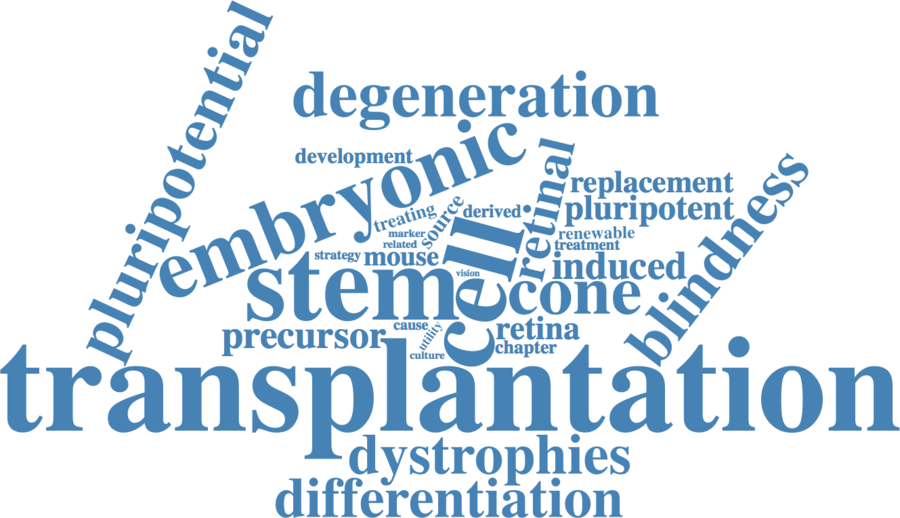 pluripotential
degeneration
embryonic
development
retinal
replacement
blindness
pluripotent
treating
source
derived
marker
renewable
related
treatment
strategy
mouse
cell
induced
vision
stem
cone
precursor
cause
utility
retina
culture
chapter
transplantation
dystrophies
differentiation